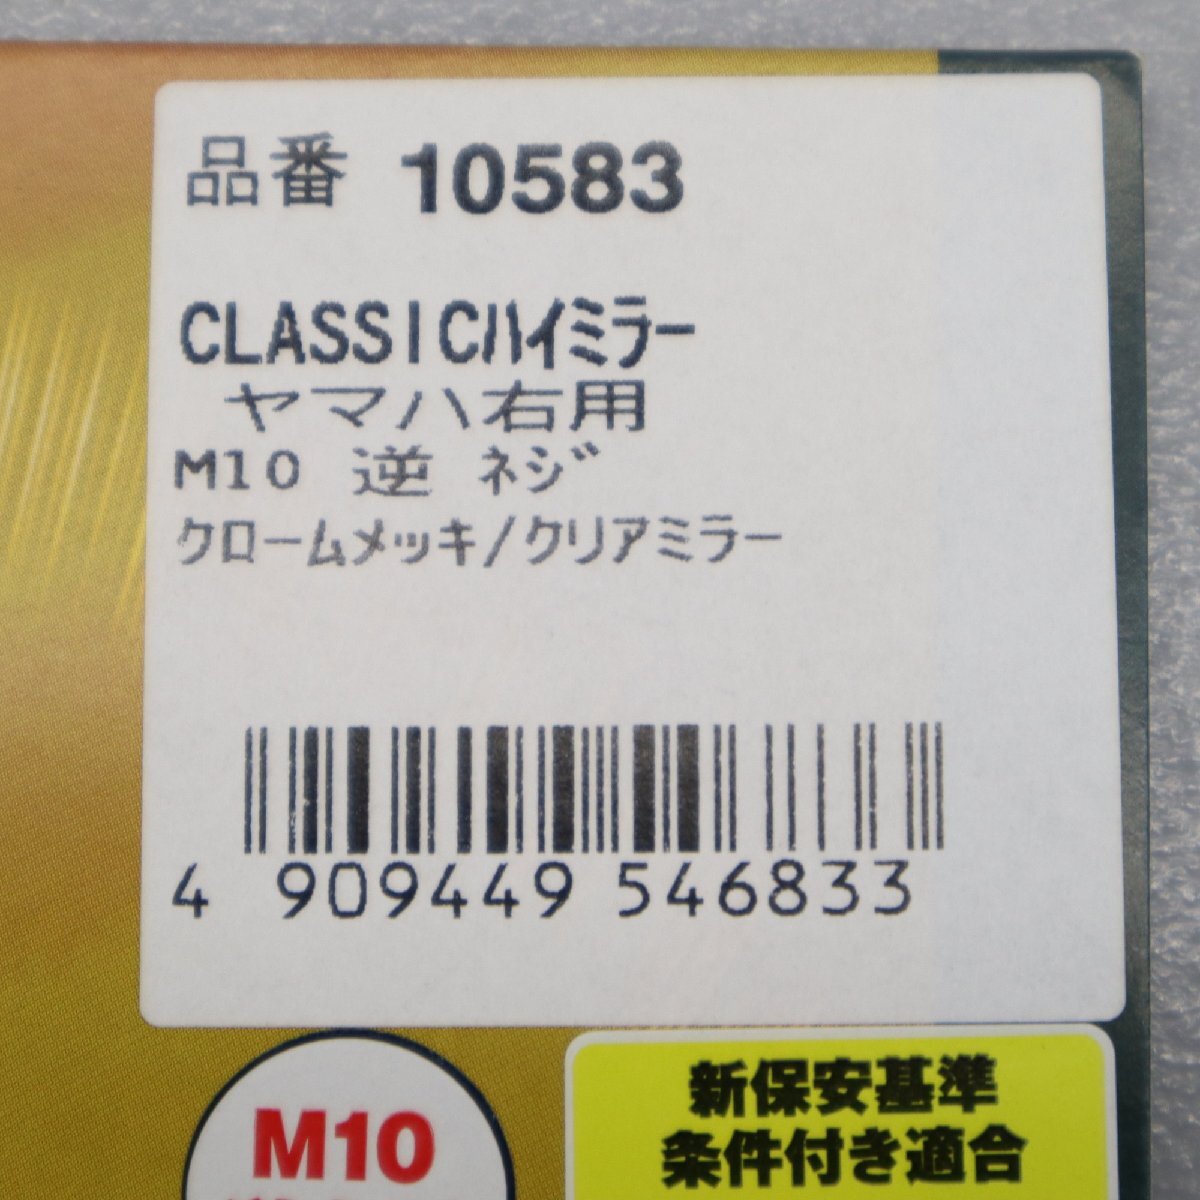 品番 10583
CLASSICハイミラー
ヤマハ右用
M10 逆 ネジ
クロームメッキ/クリアミラー
4 909449 546833
M10
新保安基準
条件付き適合